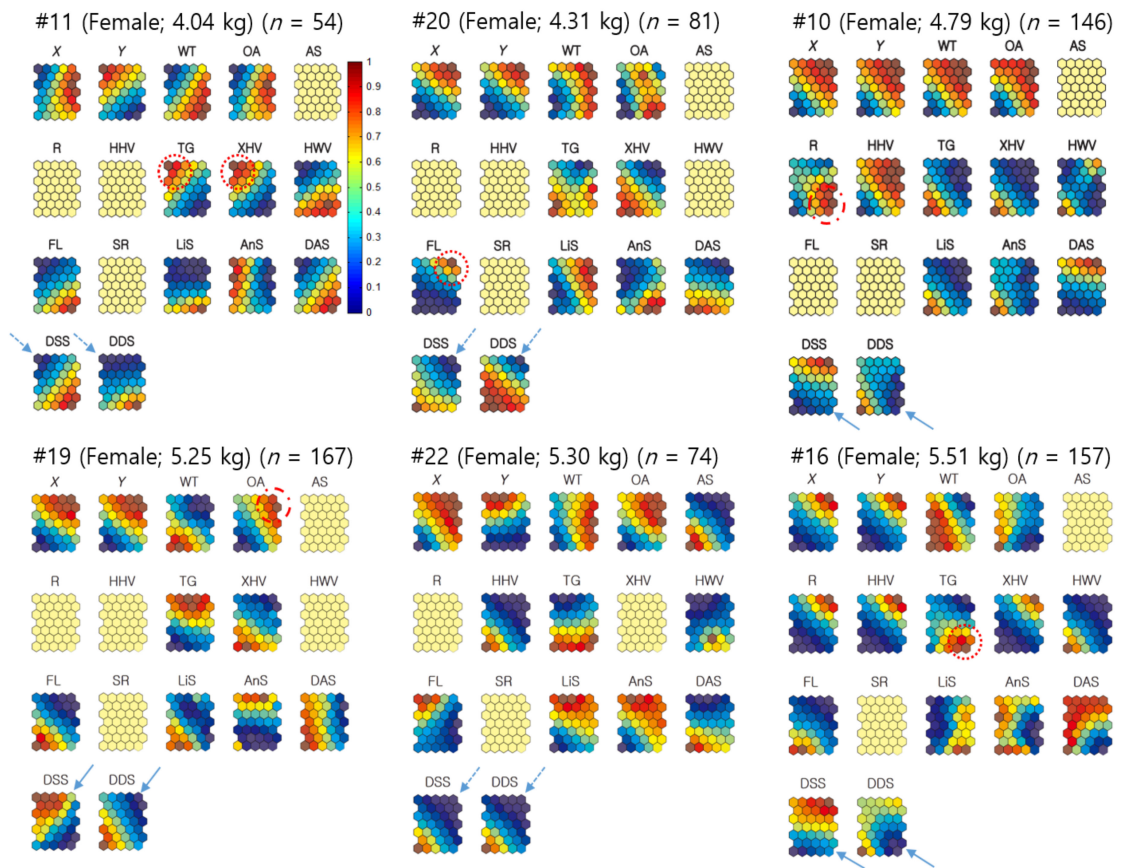 #11 (Female; 4.04 kg) (n = 54)
X Y WT OA AS
1
0.9
0.8
0.7
0.6
0.5
0.4
0.3
0.2
0.1
0
R HHV TG XHV HWV
FL SR LiS AnS DAS
DSS DDS
#20 (Female; 4.31 kg) (n = 81)
X Y WT OA AS
R HHV TG XHV HWV
FL SR LiS AnS DAS
DSS DDS
#10 (Female; 4.79 kg) (n = 146)
X Y WT OA AS
R HHV TG XHV HWV
FL SR LiS AnS DAS
DSS DDS
#19 (Female; 5.25 kg) (n = 167)
X Y WT OA AS
R HHV TG XHV HWV
FL SR LiS AnS DAS
DSS DDS
#22 (Female; 5.30 kg) (n = 74)
X Y WT OA AS
R HHV TG XHV HWV
FL SR LiS AnS DAS
DSS DDS
#16 (Female; 5.51 kg) (n = 157)
X Y WT OA AS
R HHV TG XHV HWV
FL SR LiS AnS DAS
DSS DDS